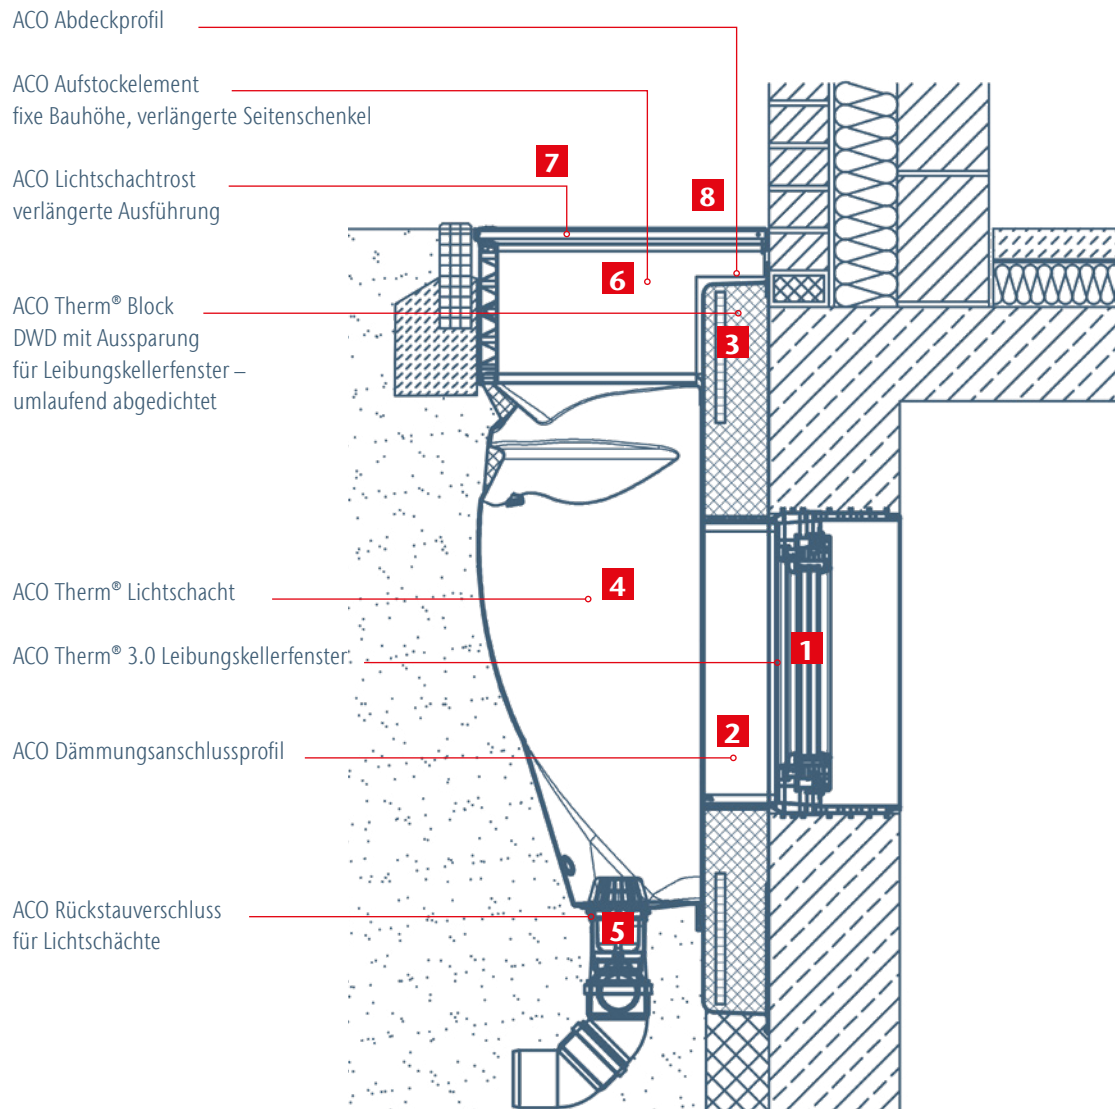 ACO Abdeckprofil
ACO Aufstockelement
fixe Bauhöhe, verlängerte Seitenschenkel
7
ACO Lichtschachtrost
verlängerte Ausführung
8
6
ACO Therm® Block
DWD mit Aussparung
für Leibungskellerfenster –
umlaufend abgedichtet
3
ACO Therm® Lichtschacht
4
ACO Therm® 3.0 Leibungskellerfenster
1
ACO Dämmungsanschlussprofil
2
ACO Rückstauverschluss
für Lichtschächte
5